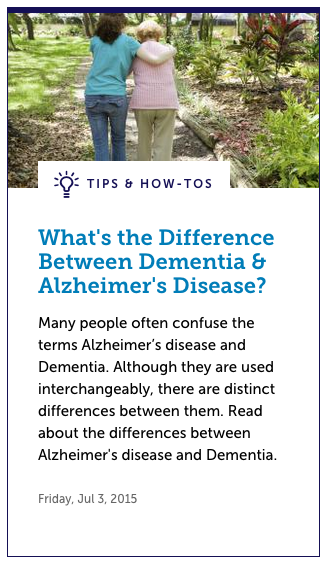 TIPS & HOW-TOS
What's the Difference
Between Dementia &
Alzheimer's Disease?
Many people often confuse the
terms Alzheimer’s disease and
Dementia. Although they are used
interchangeably, there are distinct
differences between them. Read
about the differences between
Alzheimer's disease and Dementia.
Friday, Jul 3, 2015